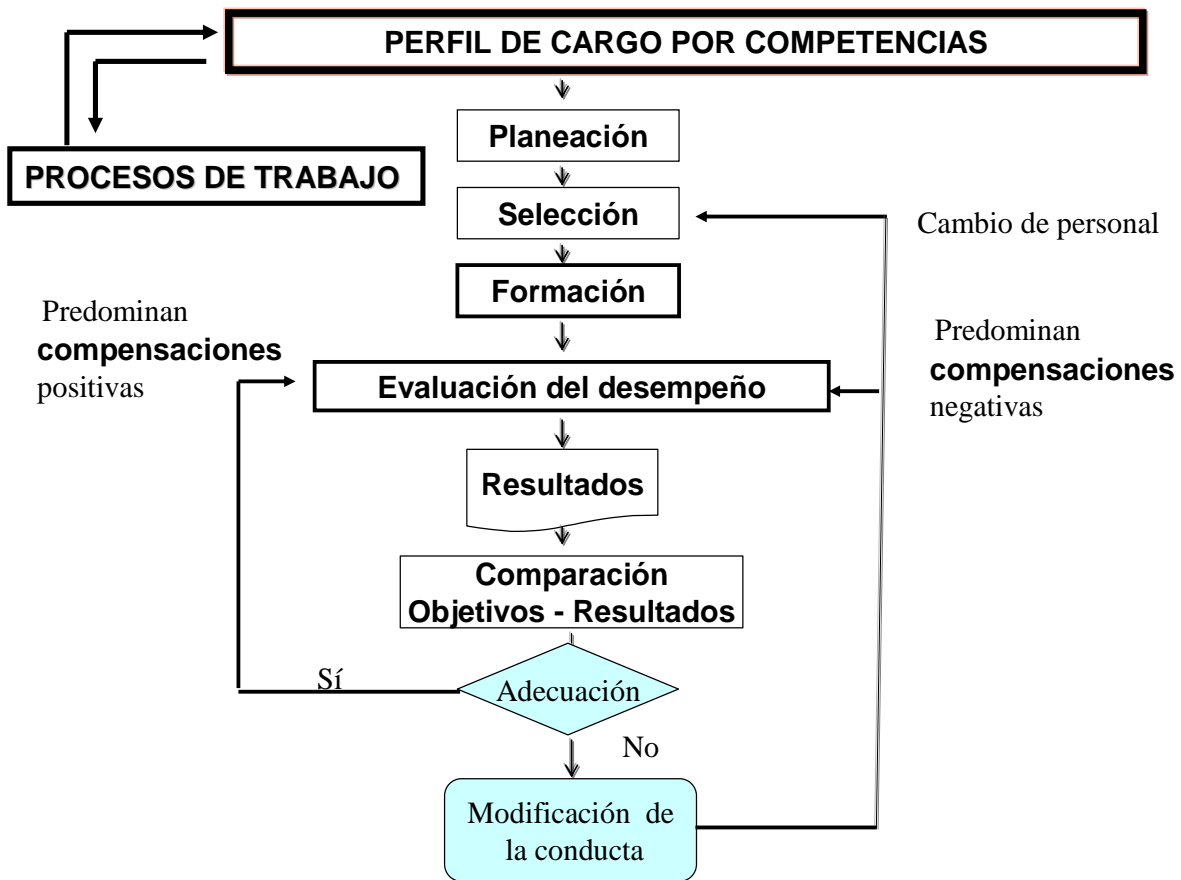 PERFIL DE CARGO POR COMPETENCIAS
Planeación
PROCESOS DE TRABAJO
Selección
Cambio de personal
Formación
Predominan
compensaciones
positivas
Predominan
compensaciones
negativas
Evaluación del desempeño
Resultados
Comparación
Objetivos - Resultados
Sí
Adecuación
No
Modificación de
la conducta